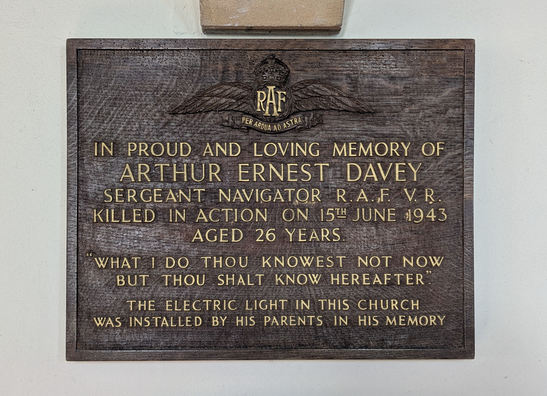 RAF
PER ARDUA AD ASTRA
IN PROUD AND LOVING MEMORY OF
ARTHUR ERNEST DAVEY
SERGEANT NAVIGATOR R.A.F. V.R.
KILLED IN ACTION ON 15TH JUNE 1943
AGED 26 YEARS.
"WHAT I DO THOU KNOWEST NOT NOW
BUT THOU SHALT KNOW HEREAFTER".
THE ELECTRIC LIGHT IN THIS CHURCH
WAS INSTALLED BY HIS PARENTS IN HIS MEMORY